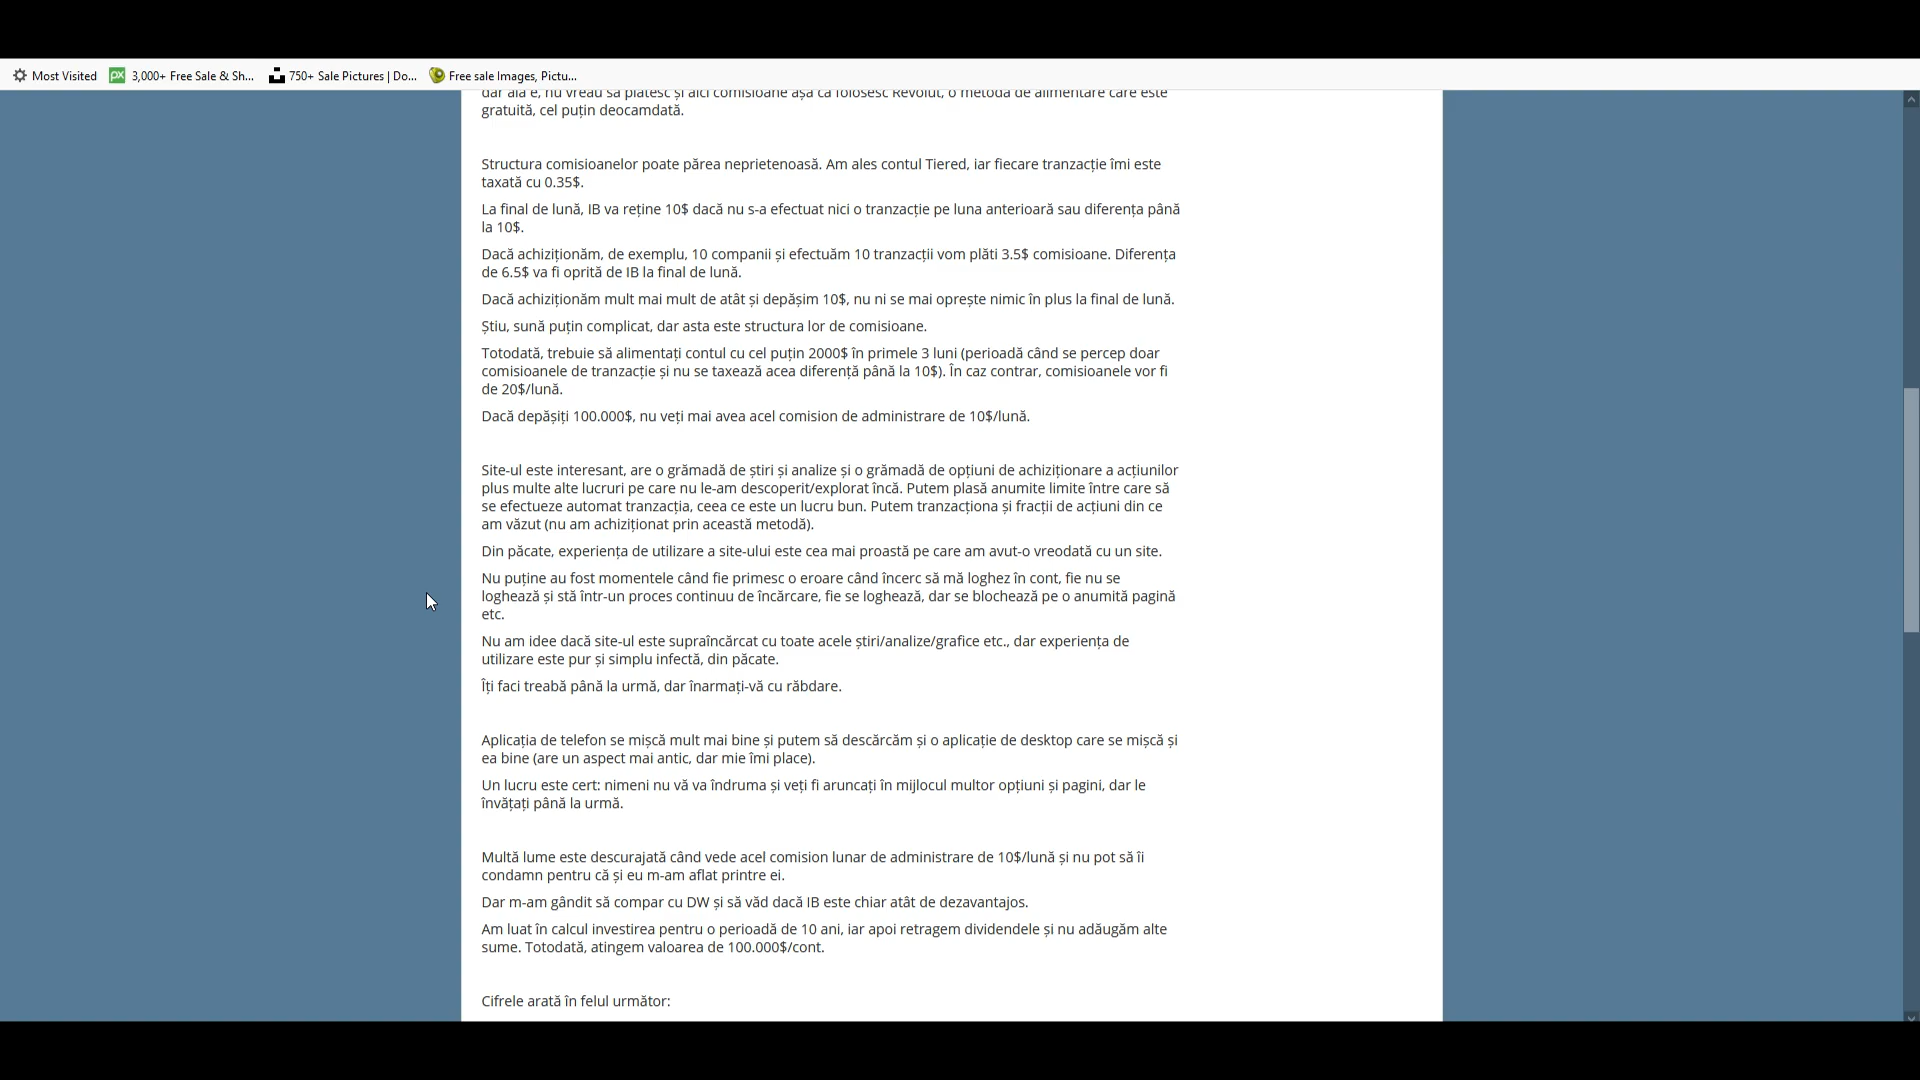 Most Visited
3,000+ Free Sale & Sh...
750+ Sale Pictures | Do...
Free sale Images, Pictu...
dar ăla e, nu vreau să plătesc și aici comisioane așa că folosesc Revolut, o metodă de alimentare care este
gratuită, cel puțin deocamdată.
Structura comisioanelor poate părea neprietenoasă. Am ales contul Tiered, iar fiecare tranzacție îmi este
taxată cu 0.35$.
La final de lună, IB va reține 10$ dacă nu s-a efectuat nici o tranzacție pe luna anterioară sau diferența până
la 10$.
Dacă achiziționăm, de exemplu, 10 companii și efectuăm 10 tranzacții vom plăti 3.5$ comisioane. Diferența
de 6.5$ va fi oprită de IB la final de lună.
Dacă achiziționăm mult mai mult de atât și depășim 10$, nu ni se mai oprește nimic în plus la final de lună.
Știu, sună puțin complicat, dar asta este structura lor de comisioane.
Totodată, trebuie să alimentați contul cu cel puțin 2000$ în primele 3 luni (perioadă când se percep doar
comisioanele de tranzacție și nu se taxează acea diferență până la 10$). În caz contrar, comisioanele vor fi
de 20$/lună.
Dacă depășiți 100.000$, nu veți mai avea acel comision de administrare de 10$/lună.
Site-ul este interesant, are o grămadă de știri și analize și o grămadă de opțiuni de achiziționare a acțiunilor
plus multe alte lucruri pe care nu le-am descoperit/explorat încă. Putem plasă anumite limite între care să
se efectueze automat tranzacția, ceea ce este un lucru bun. Putem tranzacționa și fracții de acțiuni din ce
am văzut (nu am achiziționat prin această metodă).
Din păcate, experiența de utilizare a site-ului este cea mai proastă pe care am avut-o vreodată cu un site.
Nu puține au fost momentele când fie primesc o eroare când încerc să mă loghez în cont, fie nu se
loghează și stă într-un proces continuu de încărcare, fie se loghează, dar se blochează pe o anumită pagină
etc.
Nu am idee dacă site-ul este supraîncărcat cu toate acele știri/analize/grafice etc., dar experiența de
utilizare este pur și simplu infectă, din păcate.
Îți faci treabă până la urmă, dar înarmați-vă cu răbdare.
Aplicația de telefon se mișcă mult mai bine și putem să descărcăm și o aplicație de desktop care se mișcă și
ea bine (are un aspect mai antic, dar mie îmi place).
Un lucru este cert: nimeni nu vă va îndruma și veți fi aruncați în mijlocul multor opțiuni și pagini, dar le
învățați până la urmă.
Multă lume este descurajată când vede acel comision lunar de administrare de 10$/lună și nu pot să îi
condamn pentru că și eu m-am aflat printre ei.
Dar m-am gândit să compar cu DW și să văd dacă IB este chiar atât de dezavantajos.
Am luat în calcul investirea pentru o perioadă de 10 ani, iar apoi retragem dividendele și nu adăugăm alte
sume. Totodată, atingem valoarea de 100.000$/cont.
Cifrele arată în felul următor: